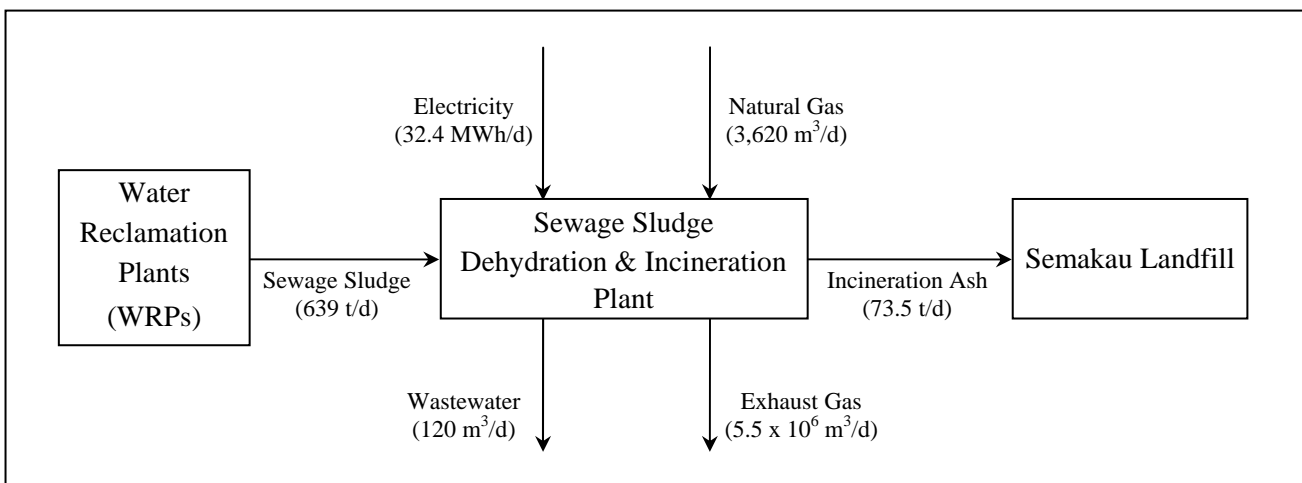 Electricity
(32.4 MWh/d)
Natural Gas
(3,620 m³/d)
Water
Reclamation
Plants
(WRPs)
Sewage Sludge
(639 t/d)
Sewage Sludge
Dehydration & Incineration
Plant
Incineration Ash
(73.5 t/d)
Semakau Landfill
Wastewater
(120 m³/d)
Exhaust Gas
(5.5 x 10⁶ m³/d)